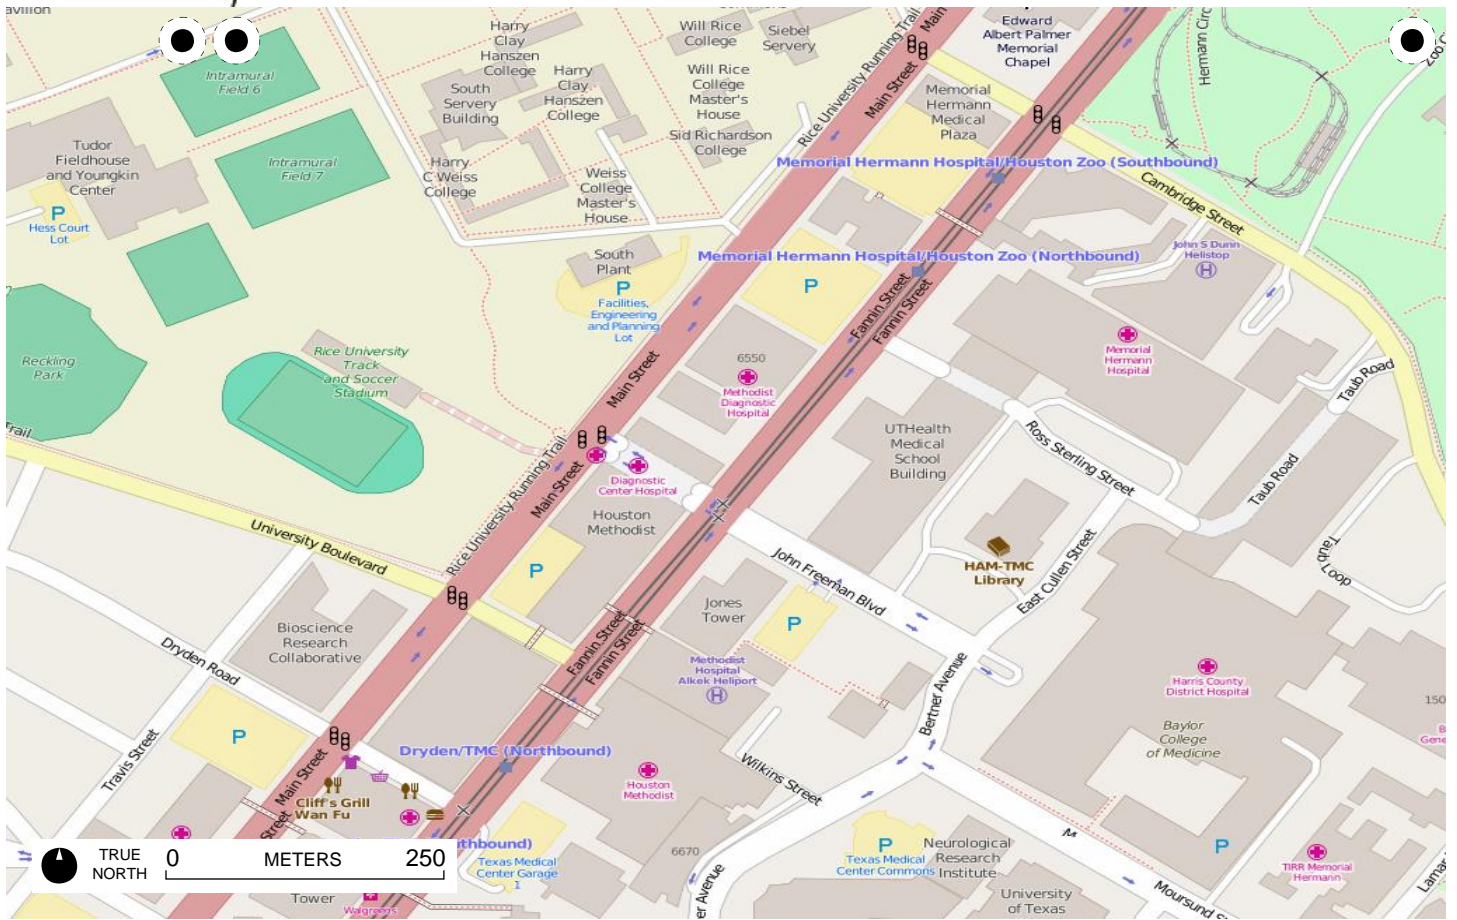 Intramural
Field 6
Harry
Clay
Hanszen
College
Will Rice
College
Siebel
Servery
Main
Edward
Albert Palmer
Memorial
Chapel
Hermann Circ
South
Servery
Building
Harry
Clay
Hanszen
College
Will Rice
College
Master's
House
Rice University Running Trail
Main Street
Memorial
Hermann
Medical
Plaza
Tudor
Fieldhouse
and Youngkin
Center
Intramural
Field 7
Harry
C Weiss
College
Sid Richardson
College
Weiss
College
Master's
House
Memorial Hermann Hospital/Houston Zoo (Southbound)
Cambridge Street
P
Hess Court
Lot
South
Plant
Memorial Hermann Hospital/Houston Zoo (Northbound)
John S Dunn
Helistop
H
P
Facilities,
Engineering
and Planning
Lot
P
Fannin Street
Fannin Street
Reckling
Park
Rice University
Track
and Soccer
Stadium
Main Street
6550
Methodist
Diagnostic
Hospital
Memorial
Hermann
Hospital
Taub Road
Trail
UTHealth
Medical
School
Building
Ross Sterling Street
Taub Road
Rice University Running Trail
Main Street
Diagnostic
Center Hospital
Houston
Methodist
University Boulevard
P
John Freeman Blvd
HAM-TMC
Library
East Cullen Street
Taub Loop
Jones
Tower
P
Bioscience
Research
Collaborative
Dryden Road
Fannin Street
Fannin Street
Methodist
Hospital
Alkek Heliport
H
Bertner Avenue
Harris County
District Hospital
150
Baylor
College
of Medicine
P
Travis Street
Main Street
Dryden/TMC (Northbound)
Houston
Methodist
Wilkins Street
Cliff's Grill
Wan Fu
Street
TRUE
NORTH
0
METERS
250
thbound)
Texas Medical
Center Garage
1
6670
P
Texas Medical
Center Commons
Neurological
Research
Institute
P
TIRR Memorial
Hermann
Tower
Walgreens
er Avenue
University
of Texas
Moursund S
Lamar